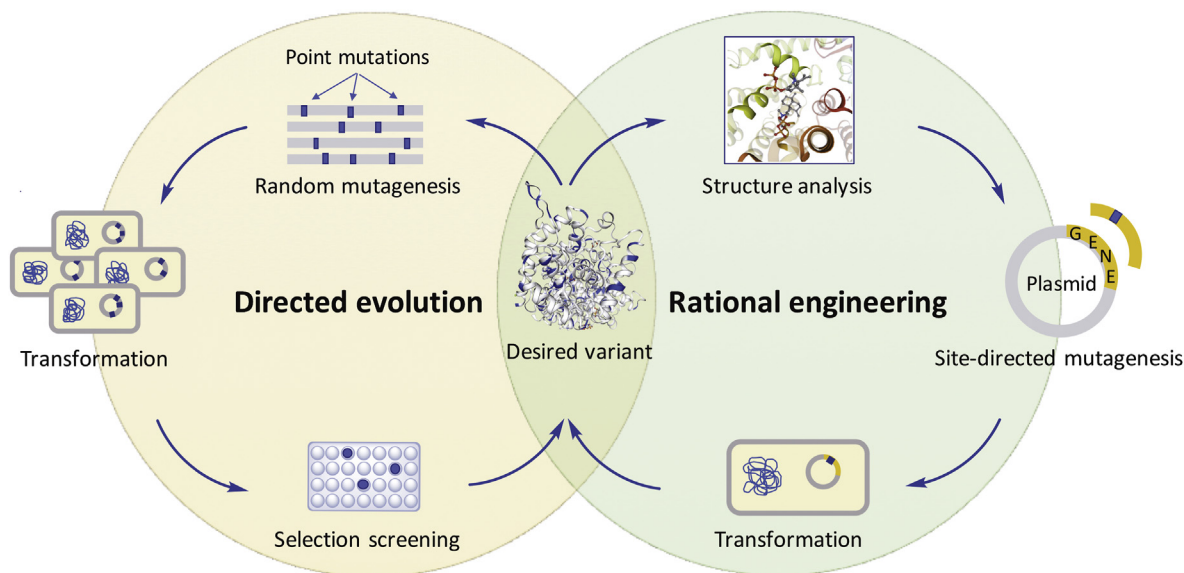 Point mutations
Random mutagenesis
Structure analysis
GENE
Plasmid
Directed evolution
Rational engineering
Desired variant
Transformation
Site-directed mutagenesis
Selection screening
Transformation